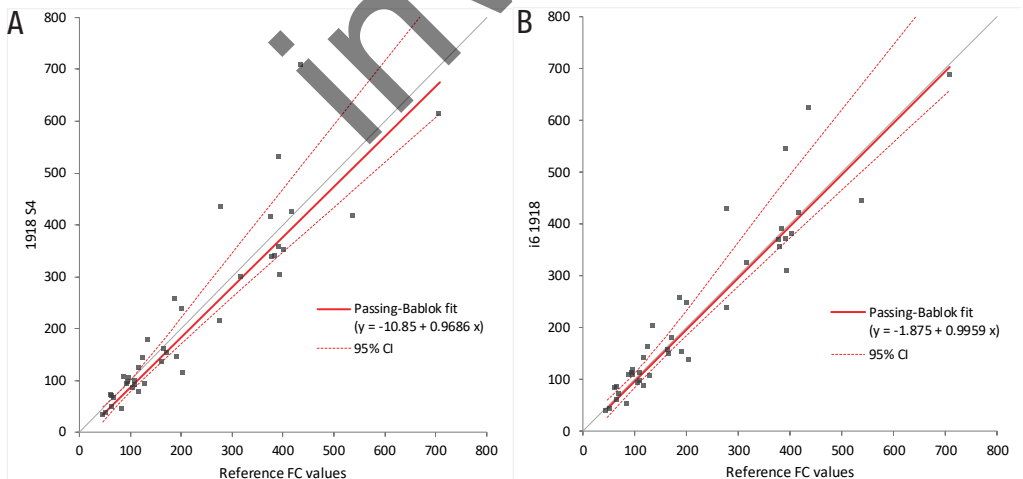 A
800
700
600
500
400
300
200
100
0
1918 S4
0 100 200 300 400 500 600 700 800
Reference FC values
Passing-Bablok fit
(y = -10.85 + 0.9686 x)
95% CI
B
800
700
600
500
400
300
200
100
0
i6 1918
0 100 200 300 400 500 600 700 800
Reference FC values
Passing-Bablok fit
(y = -1.875 + 0.9959 x)
95% CI
in